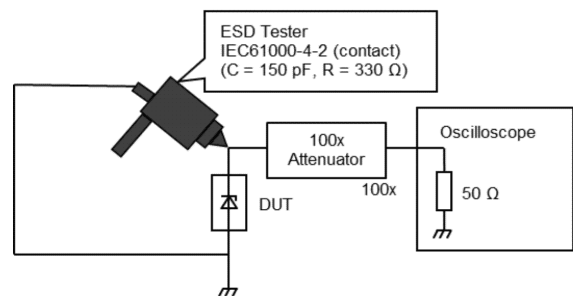 ESD Tester
IEC61000-4-2 (contact)
(C = 150 pF, R = 330 Ω)
100x
Attenuator
100x
Oscilloscope
50 Ω
DUT